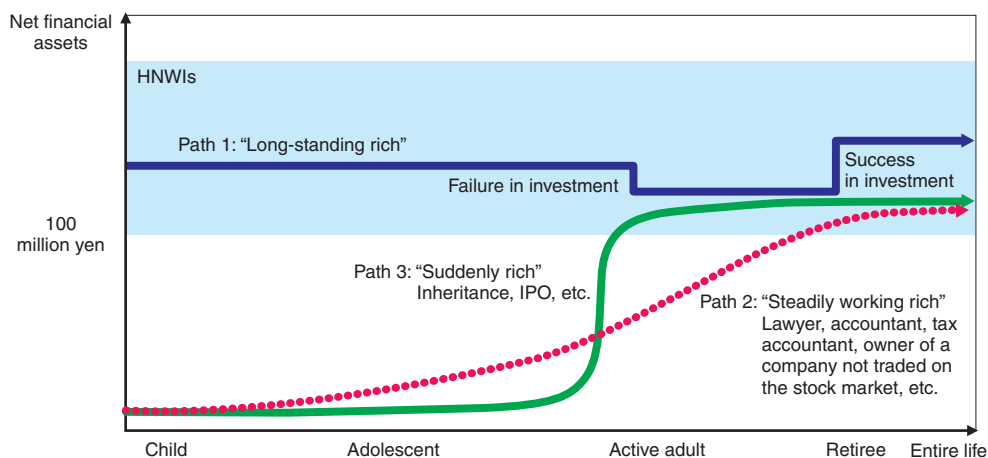 Net financial
assets
HNWIs
Path 1: “Long-standing rich”
Failure in investment
Success
in investment
100
million yen
Path 3: “Suddenly rich”
Inheritance, IPO, etc.
Path 2: “Steadily working rich”
Lawyer, accountant, tax
accountant, owner of a
company not traded on
the stock market, etc.
Child
Adolescent
Active adult
Retiree
Entire life